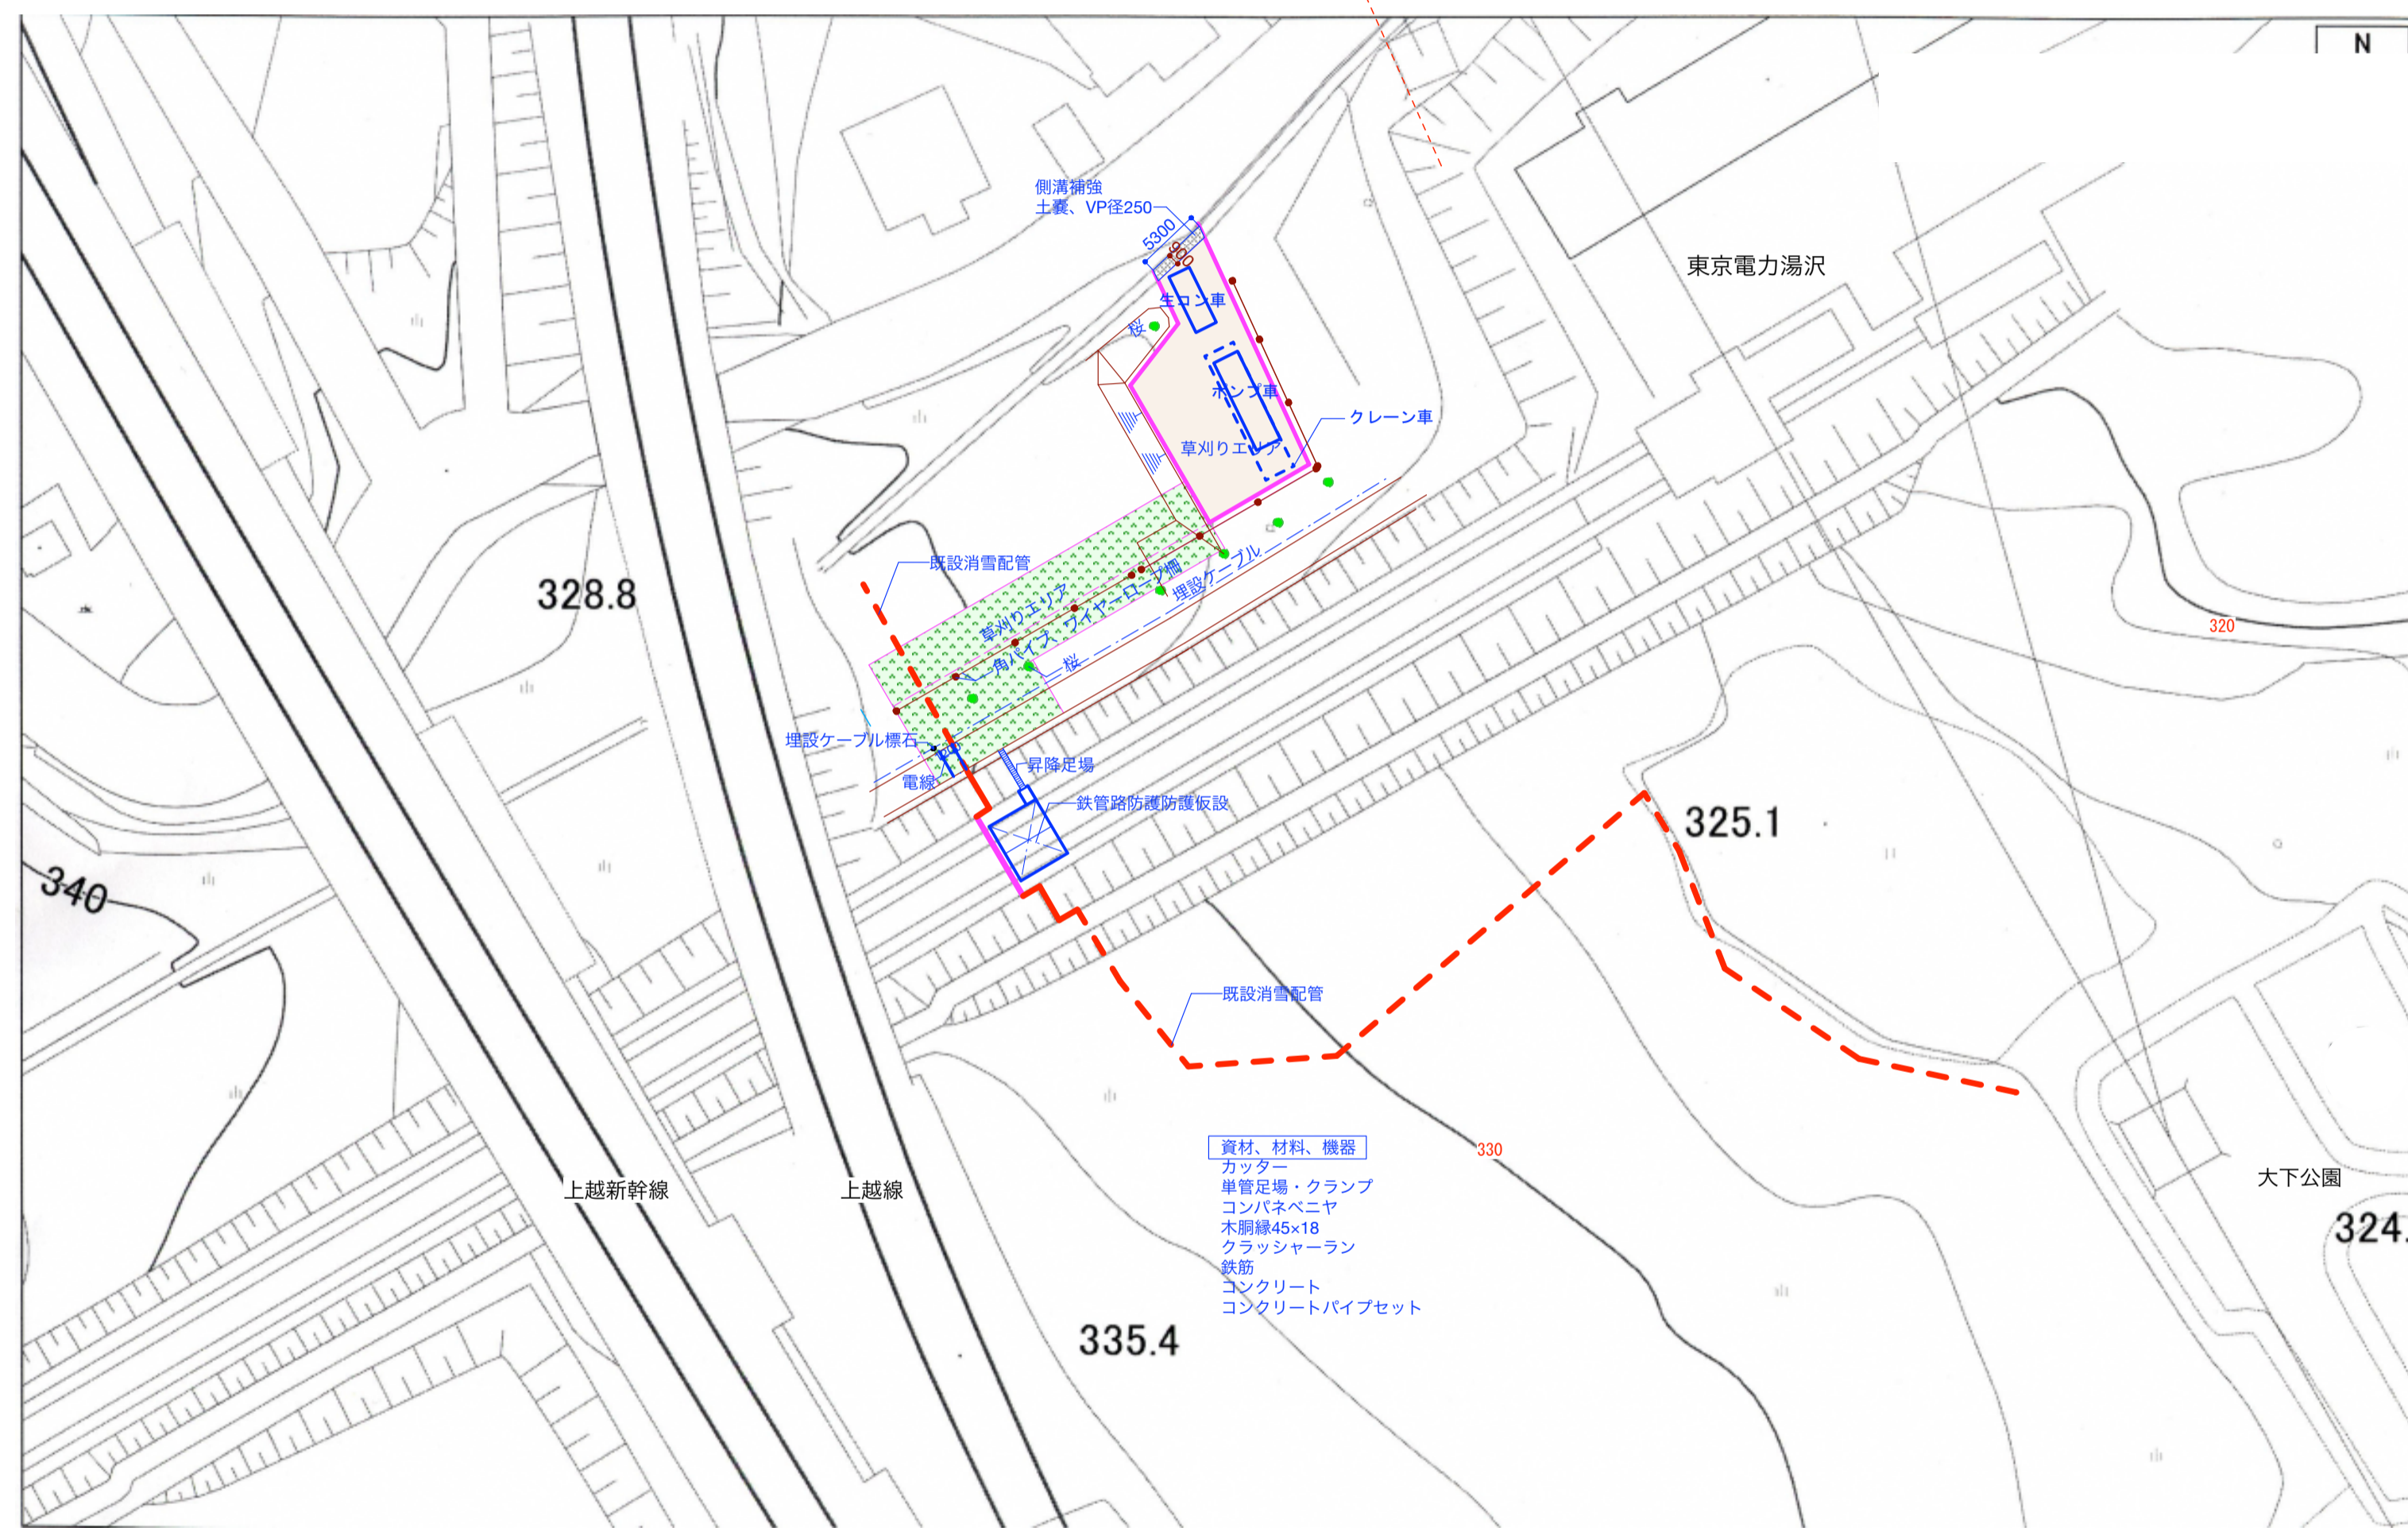 N
側溝補強
土嚢、VP径250
5300
900
生コン車
桜
ポンプ車
クレーン車
草刈りエリア
東京電力湯沢
既設消雪配管
328.8
草刈りエリア
角パイプ、ワイヤーロープ柵
埋設ケーブル
桜
320
埋設ケーブル標石
電線
昇降足場
鉄管路防護防護仮設
325.1
340
既設消雪配管
資材、材料、機器
カッター
単管足場・クランプ
コンパネベニヤ
木胴縁45×18
クラッシャーラン
鉄筋
コンクリート
コンクリートパイプセット
330
上越新幹線
上越線
大下公園
324.
335.4